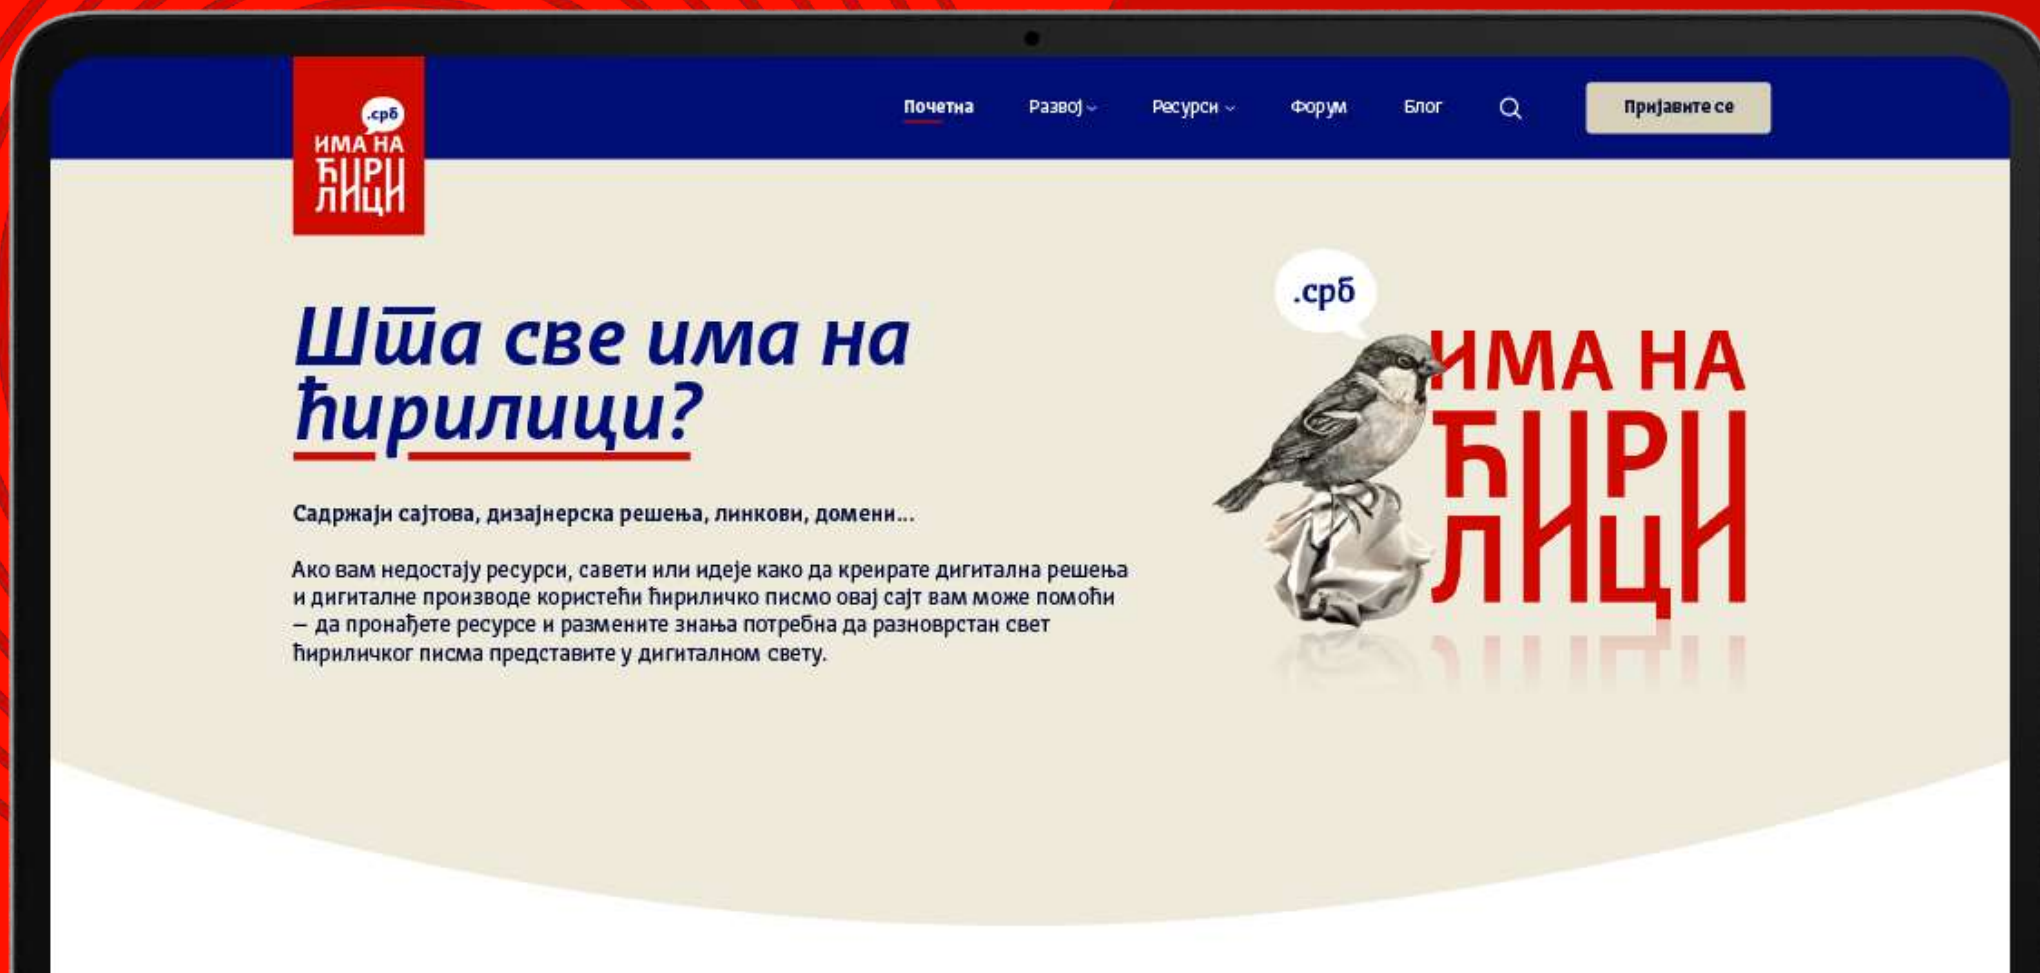 .срб
ИМА НА
ЋИРИ
ЛИЦИ
Почетна
Развој
Ресурси
Форум
Блог
Пријавите се
Шта све има на
ћирилици?
Садржаји сајтова, дизајнерска решења, линкови, домени...
Ако вам недостају ресурси, савети или идеје како да креирате дигитална решења
и дигиталне производе користећи ћириличко писмо овај сајт вам може помоћи
— да пронађете ресурсе и размените знања потребна да разноврстан свет
ћириличког писма представите у дигиталном свету.
.срб
ИМА НА
ЋИРИ
ЛИЦИ